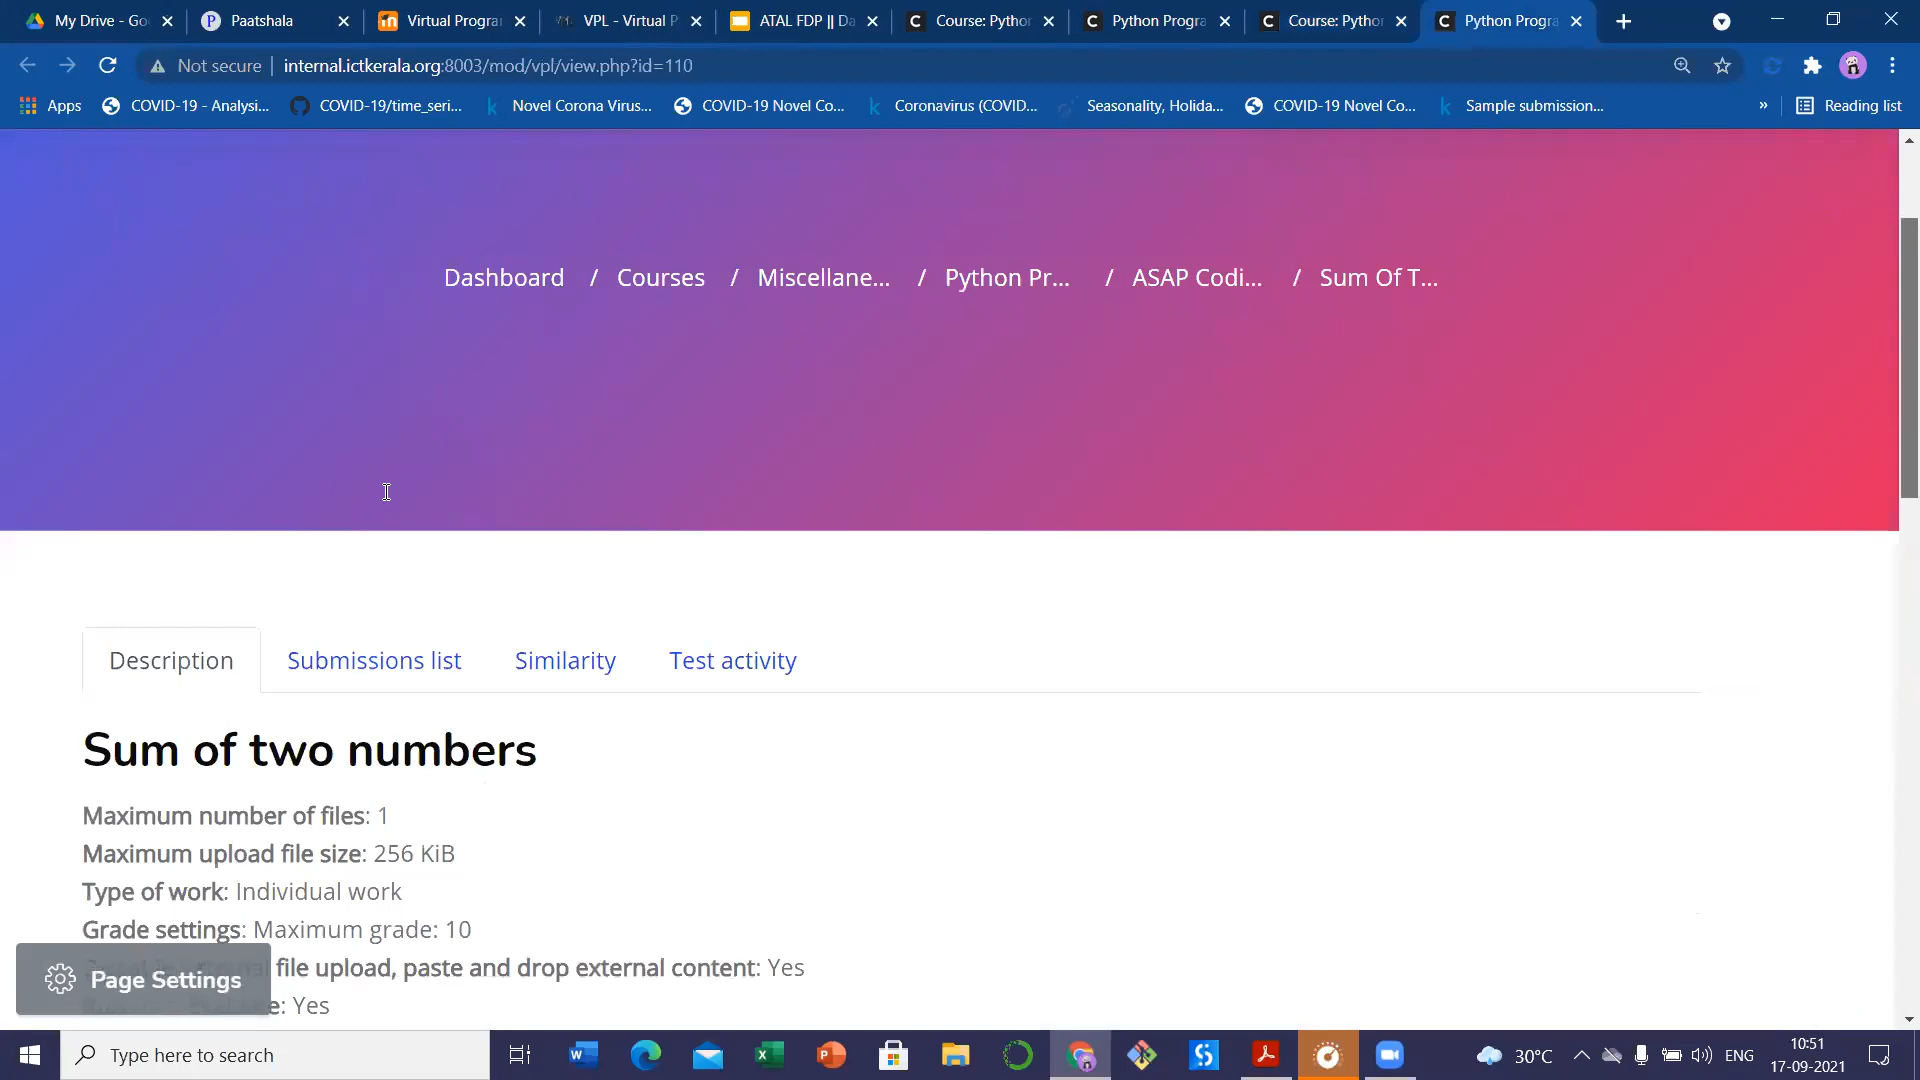 My Drive - Goo
Paatshala
Virtual Progra
VPL - Virtual P
ATAL FDP || Da
Course: Python
Python Progra
Course: Python
Python Progra
Not secure internal.ictkerala.org:8003/mod/vpl/view.php?id=110
Apps COVID-19 - Analysi... COVID-19/time_seri... Novel Corona Virus... COVID-19 Novel Co... Coronavirus (COVID... Seasonality, Holida... COVID-19 Novel Co... Sample submission... » Reading list
Dashboard / Courses / Miscellane... / Python Pr... / ASAP Codi... / Sum Of T...
Description Submissions list Similarity Test activity
Sum of two numbers
Maximum number of files: 1
Maximum upload file size: 256 KiB
Type of work: Individual work
Grade settings: Maximum grade: 10
file upload, paste and drop external content: Yes
Page Settings
: Yes
Type here to search
30°C
ENG
10:51
17-09-2021